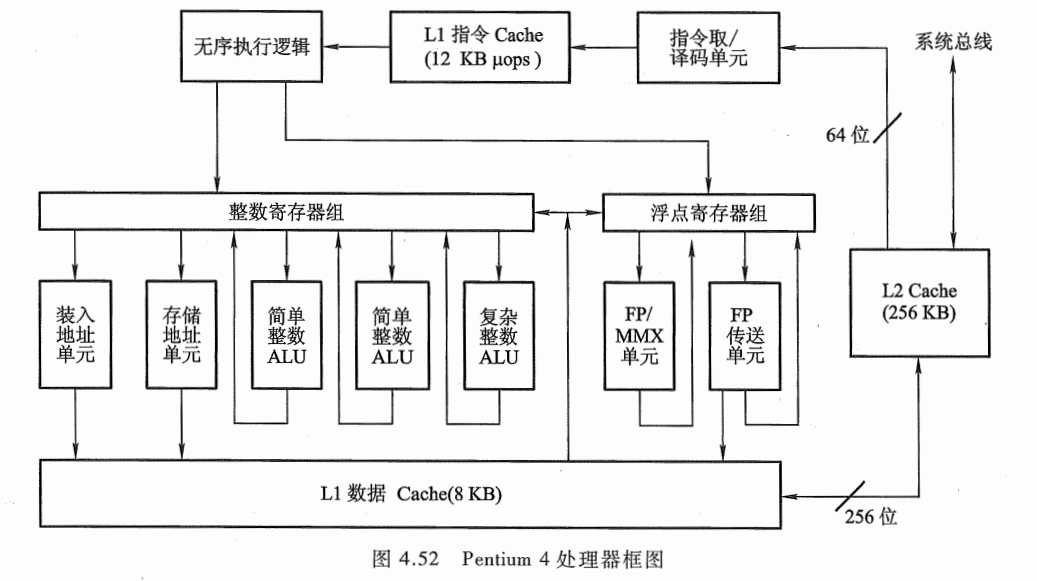 无序执行逻辑
L1 指令 Cache
(12 KB μops )
指令取/
译码单元
系统总线
64 位
整数寄存器组
浮点寄存器组
装入
地址
单元
存储
地址
单元
简单
整数
ALU
简单
整数
ALU
复杂
整数
ALU
FP/
MMX
单元
FP
传送
单元
L2 Cache
(256 KB)
L1 数据 Cache(8 KB)
256 位
图 4.52 Pentium 4 处理器框图